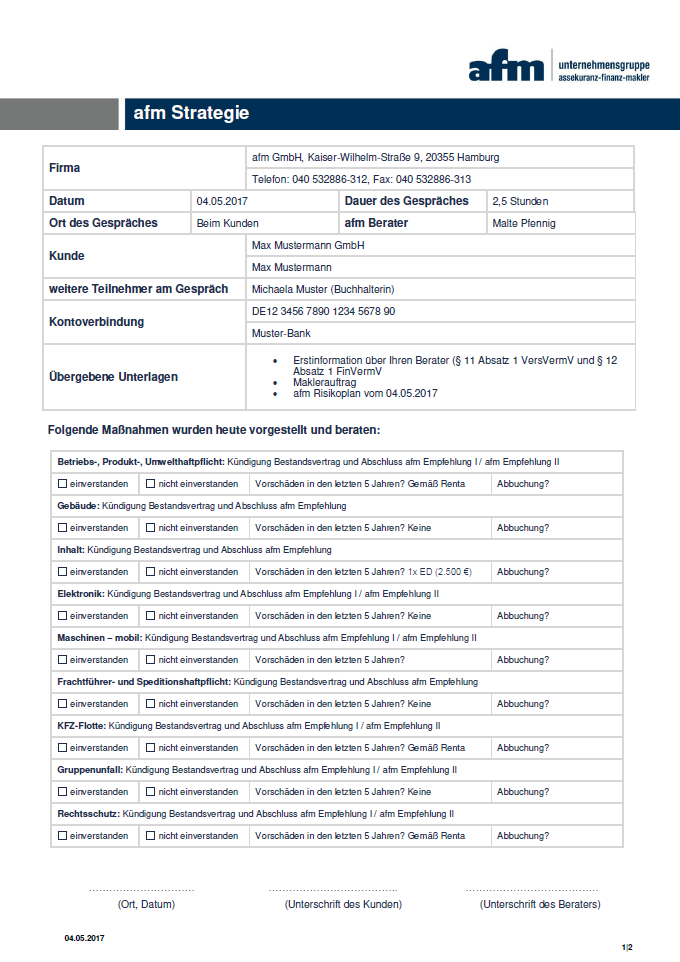 afm unternehmensgruppe
assekuranz-finanz-makler
afm Strategie
Firma
afm GmbH, Kaiser-Wilhelm-Straße 9, 20355 Hamburg
Telefon: 040 532886-312, Fax: 040 532886-313
Datum 04.05.2017 Dauer des Gespräches 2,5 Stunden
Ort des Gespräches Beim Kunden afm Berater Malte Pfennig
Kunde
Max Mustermann GmbH
Max Mustermann
weitere Teilnehmer am Gespräch Michaela Muster (Buchhalterin)
Kontoverbindung
DE12 3456 7890 1234 5678 90
Muster-Bank
Übergebene Unterlagen
• Erstinformation über Ihren Berater (§ 11 Absatz 1 VersVermV und § 12
Absatz 1 FinVermV
• Maklerauftrag
• afm Risikoplan vom 04.05.2017
Folgende Maßnahmen wurden heute vorgestellt und beraten:
Betriebs-, Produkt-, Umwelthaftpflicht: Kündigung Bestandsvertrag und Abschluss afm Empfehlung I / afm Empfehlung II
☐ einverstanden ☐ nicht einverstanden Vorschäden in den letzten 5 Jahren? Gemäß Renta Abbuchung?
Gebäude: Kündigung Bestandsvertrag und Abschluss afm Empfehlung
☐ einverstanden ☐ nicht einverstanden Vorschäden in den letzten 5 Jahren? Keine Abbuchung?
Inhalt: Kündigung Bestandsvertrag und Abschluss afm Empfehlung
☐ einverstanden ☐ nicht einverstanden Vorschäden in den letzten 5 Jahren? 1x ED (2.500 €) Abbuchung?
Elektronik: Kündigung Bestandsvertrag und Abschluss afm Empfehlung I / afm Empfehlung II
☐ einverstanden ☐ nicht einverstanden Vorschäden in den letzten 5 Jahren? Keine Abbuchung?
Maschinen – mobil: Kündigung Bestandsvertrag und Abschluss afm Empfehlung I / afm Empfehlung II
☐ einverstanden ☐ nicht einverstanden Vorschäden in den letzten 5 Jahren? Abbuchung?
Frachtführer- und Speditionshaftpflicht: Kündigung Bestandsvertrag und Abschluss afm Empfehlung
☐ einverstanden ☐ nicht einverstanden Vorschäden in den letzten 5 Jahren? Keine Abbuchung?
KFZ-Flotte: Kündigung Bestandsvertrag und Abschluss afm Empfehlung I / afm Empfehlung II
☐ einverstanden ☐ nicht einverstanden Vorschäden in den letzten 5 Jahren? Gemäß Renta Abbuchung?
Gruppenunfall: Kündigung Bestandsvertrag und Abschluss afm Empfehlung I / afm Empfehlung II
☐ einverstanden ☐ nicht einverstanden Vorschäden in den letzten 5 Jahren? Keine Abbuchung?
Rechtsschutz: Kündigung Bestandsvertrag und Abschluss afm Empfehlung I / afm Empfehlung II
☐ einverstanden ☐ nicht einverstanden Vorschäden in den letzten 5 Jahren? Gemäß Renta Abbuchung?
(Ort, Datum) (Unterschrift des Kunden) (Unterschrift des Beraters)
04.05.2017
1|2